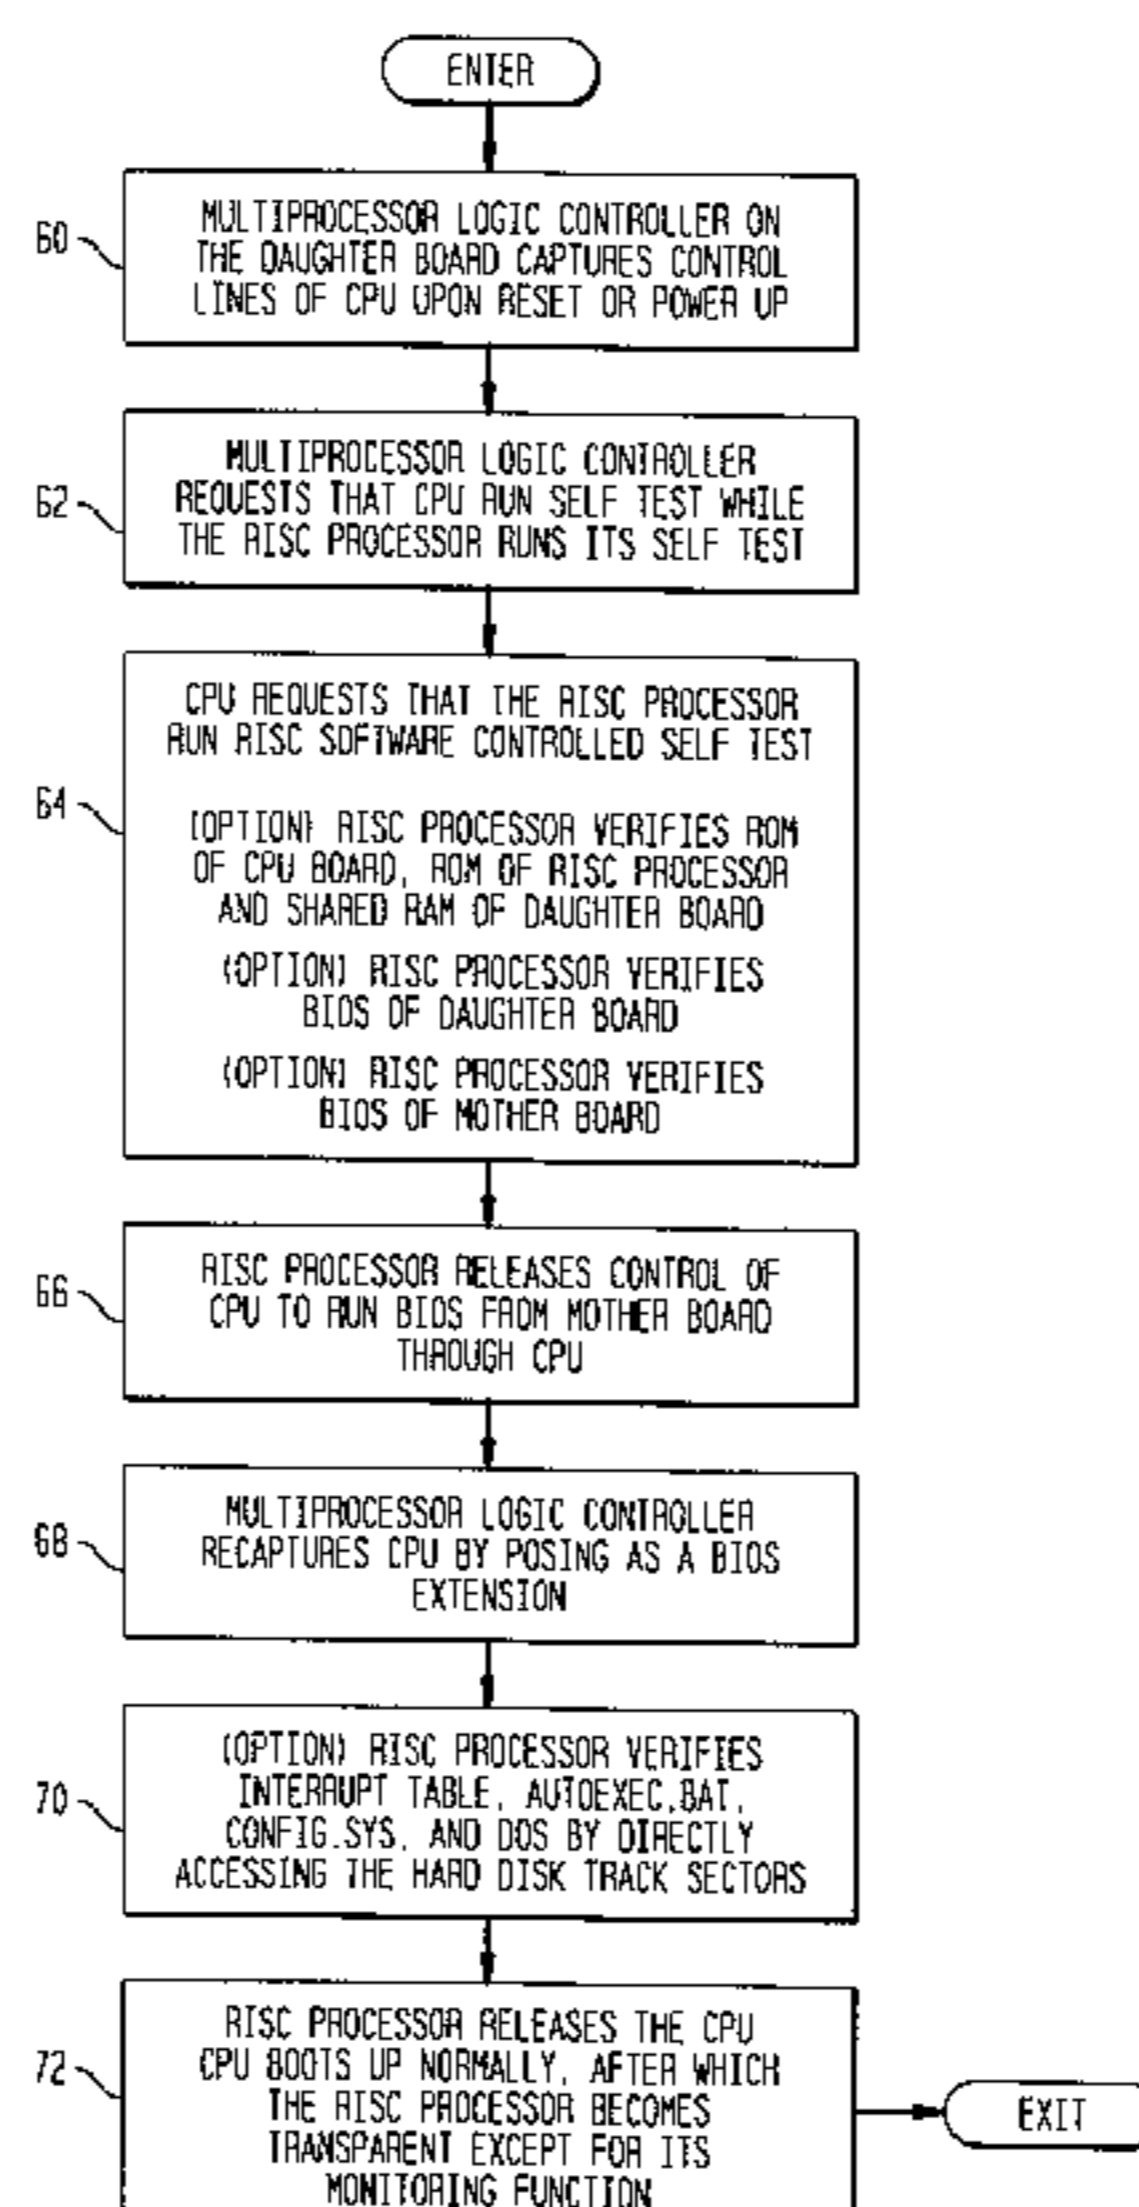 ENTER
60
MULTIPROCESSOR LOGIC CONTROLLER ON
THE DAUGHTER BOARD CAPTURES CONTROL
LINES OF CPU UPON RESET OR POWER UP
62
MULTIPROCESSOR LOGIC CONTROLLER
REQUESTS THAT CPU RUN SELF TEST WHILE
THE RISC PROCESSOR RUNS ITS SELF TEST
64
CPU REQUESTS THAT THE RISC PROCESSOR
RUN RISC SOFTWARE CONTROLLED SELF TEST
(OPTION) RISC PROCESSOR VERIFIES ROM
OF CPU BOARD, ROM OF RISC PROCESSOR
AND SHARED RAM OF DAUGHTER BOARD
(OPTION) RISC PROCESSOR VERIFIES
BIOS OF DAUGHTER BOARD
(OPTION) RISC PROCESSOR VERIFIES
BIOS OF MOTHER BOARD
66
RISC PROCESSOR RELEASES CONTROL OF
CPU TO RUN BIOS FROM MOTHER BOARD
THROUGH CPU
68
MULTIPROCESSOR LOGIC CONTROLLER
RECAPTURES CPU BY POSING AS A BIOS
EXTENSION
70
(OPTION) RISC PROCESSOR VERIFIES
INTERRUPT TABLE, AUTOEXEC.BAT,
CONFIG.SYS, AND DOS BY DIRECTLY
ACCESSING THE HARD DISK TRACK SECTORS
72
RISC PROCESSOR RELEASES THE CPU
CPU BOOTS UP NORMALLY, AFTER WHICH
THE RISC PROCESSOR BECOMES
TRANSPARENT EXCEPT FOR ITS
MONITORING FUNCTION
EXIT